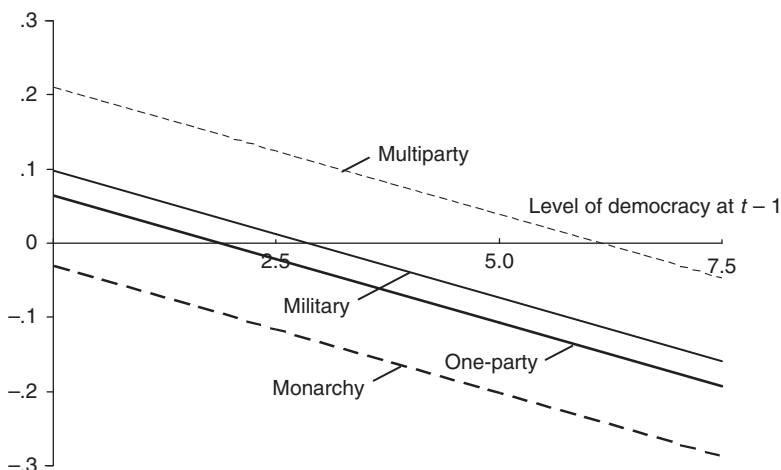 .3
.2
Multiparty
.1
Level of democracy at t – 1
0
2.5
5.0
7.5
Military
–.1
One-party
Monarchy
–.2
–.3